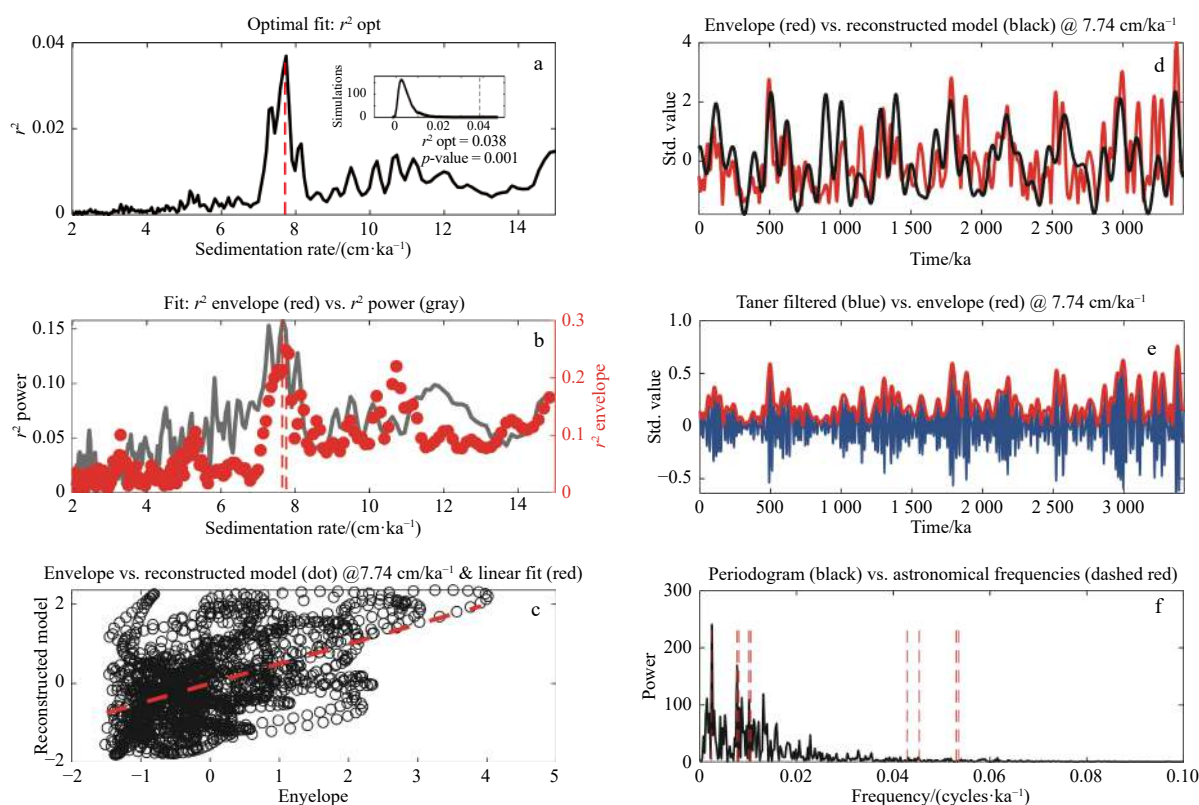 Optimal fit: r² opt
0.04
0.04
r²
0
2
4
6
8
10
12
14
Sedimentation rate/(cm·ka⁻¹)
a
Simulations
100
0
0
0.02
0.04
r² opt = 0.038
p-value = 0.001
Fit: r² envelope (red) vs. r² power (gray)
0.15
0.10
0.05
0
r² power
b
0.3
0.2
0.1
0
r² envelope
2
4
6
8
10
12
14
Sedimentation rate/(cm·ka⁻¹)
Envelope vs. reconstructed model (dot) @7.74 cm/ka⁻¹ & linear fit (red)
2
0
−2
Reconstructed model
c
−2
−1
0
1
2
3
4
5
Envelope
Envelope (red) vs. reconstructed model (black) @ 7.74 cm/ka⁻¹
4
2
0
Std. value
d
0
500
1 000
1 500
2 000
2 500
3 000
Time/ka
Taner filtered (blue) vs. envelope (red) @ 7.74 cm/ka⁻¹
1.0
0.5
0
−0.5
Std. value
e
0
500
1 000
1 500
2 000
2 500
3 000
Time/ka
Periodogram (black) vs. astronomical frequencies (dashed red)
300
200
100
0
Power
f
0
0.02
0.04
0.06
0.08
0.10
Frequency/(cycles·ka⁻¹)